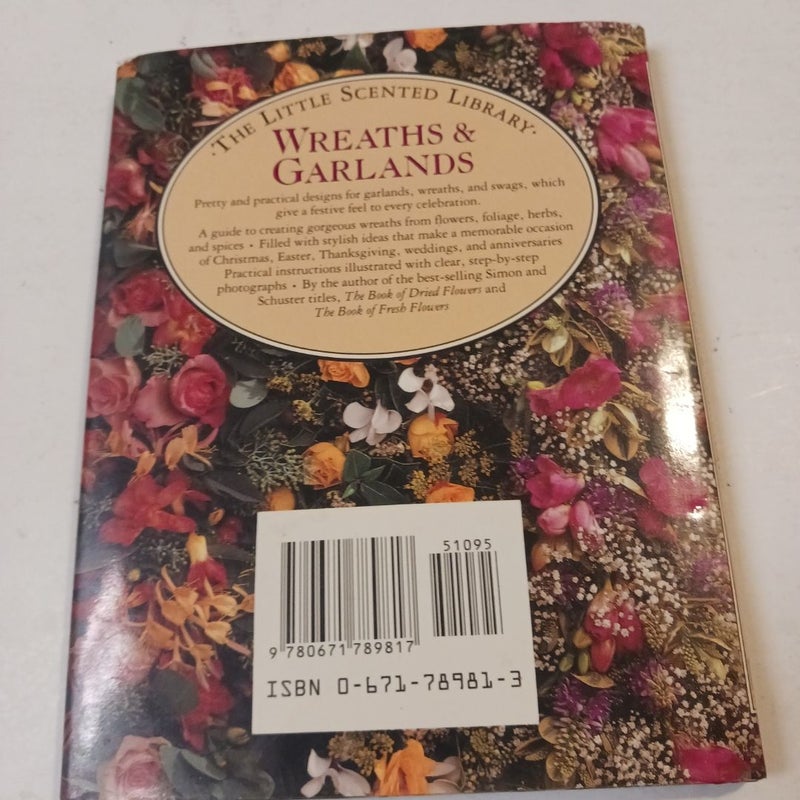 ·THE LITTLE SCENTED LIBRARY·
WREATHS &
GARLANDS
Pretty and practical designs for garlands, wreaths, and swags, which
give a festive feel to every celebration.
A guide to creating gorgeous wreaths from flowers, foliage, herbs,
and spices • Filled with stylish ideas that make a memorable occasion
of Christmas, Easter, Thanksgiving, weddings, and anniversaries
Practical instructions illustrated with clear, step-by-step
photographs • By the author of the best-selling Simon and
Schuster titles, The Book of Dried Flowers and
The Book of Fresh Flowers
51095
9 780671 789817
ISBN 0-671-78981-3